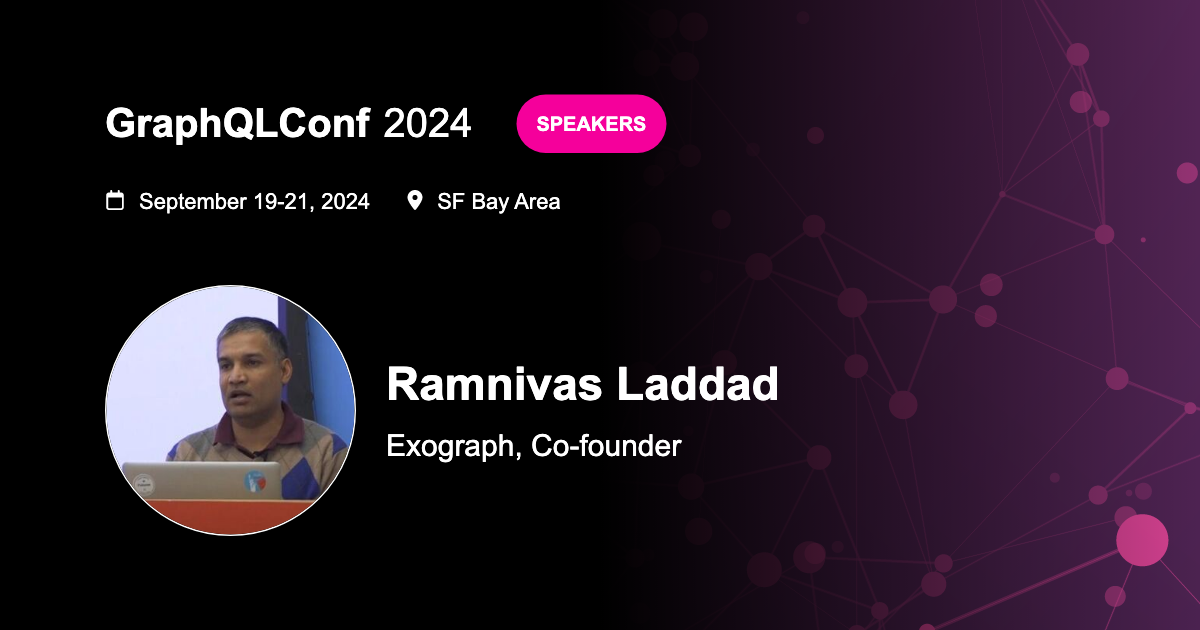 GraphQLConf 2024 SPEAKERS
September 19-21, 2024 SF Bay Area
Ramnivas Laddad
Exograph, Co-founder